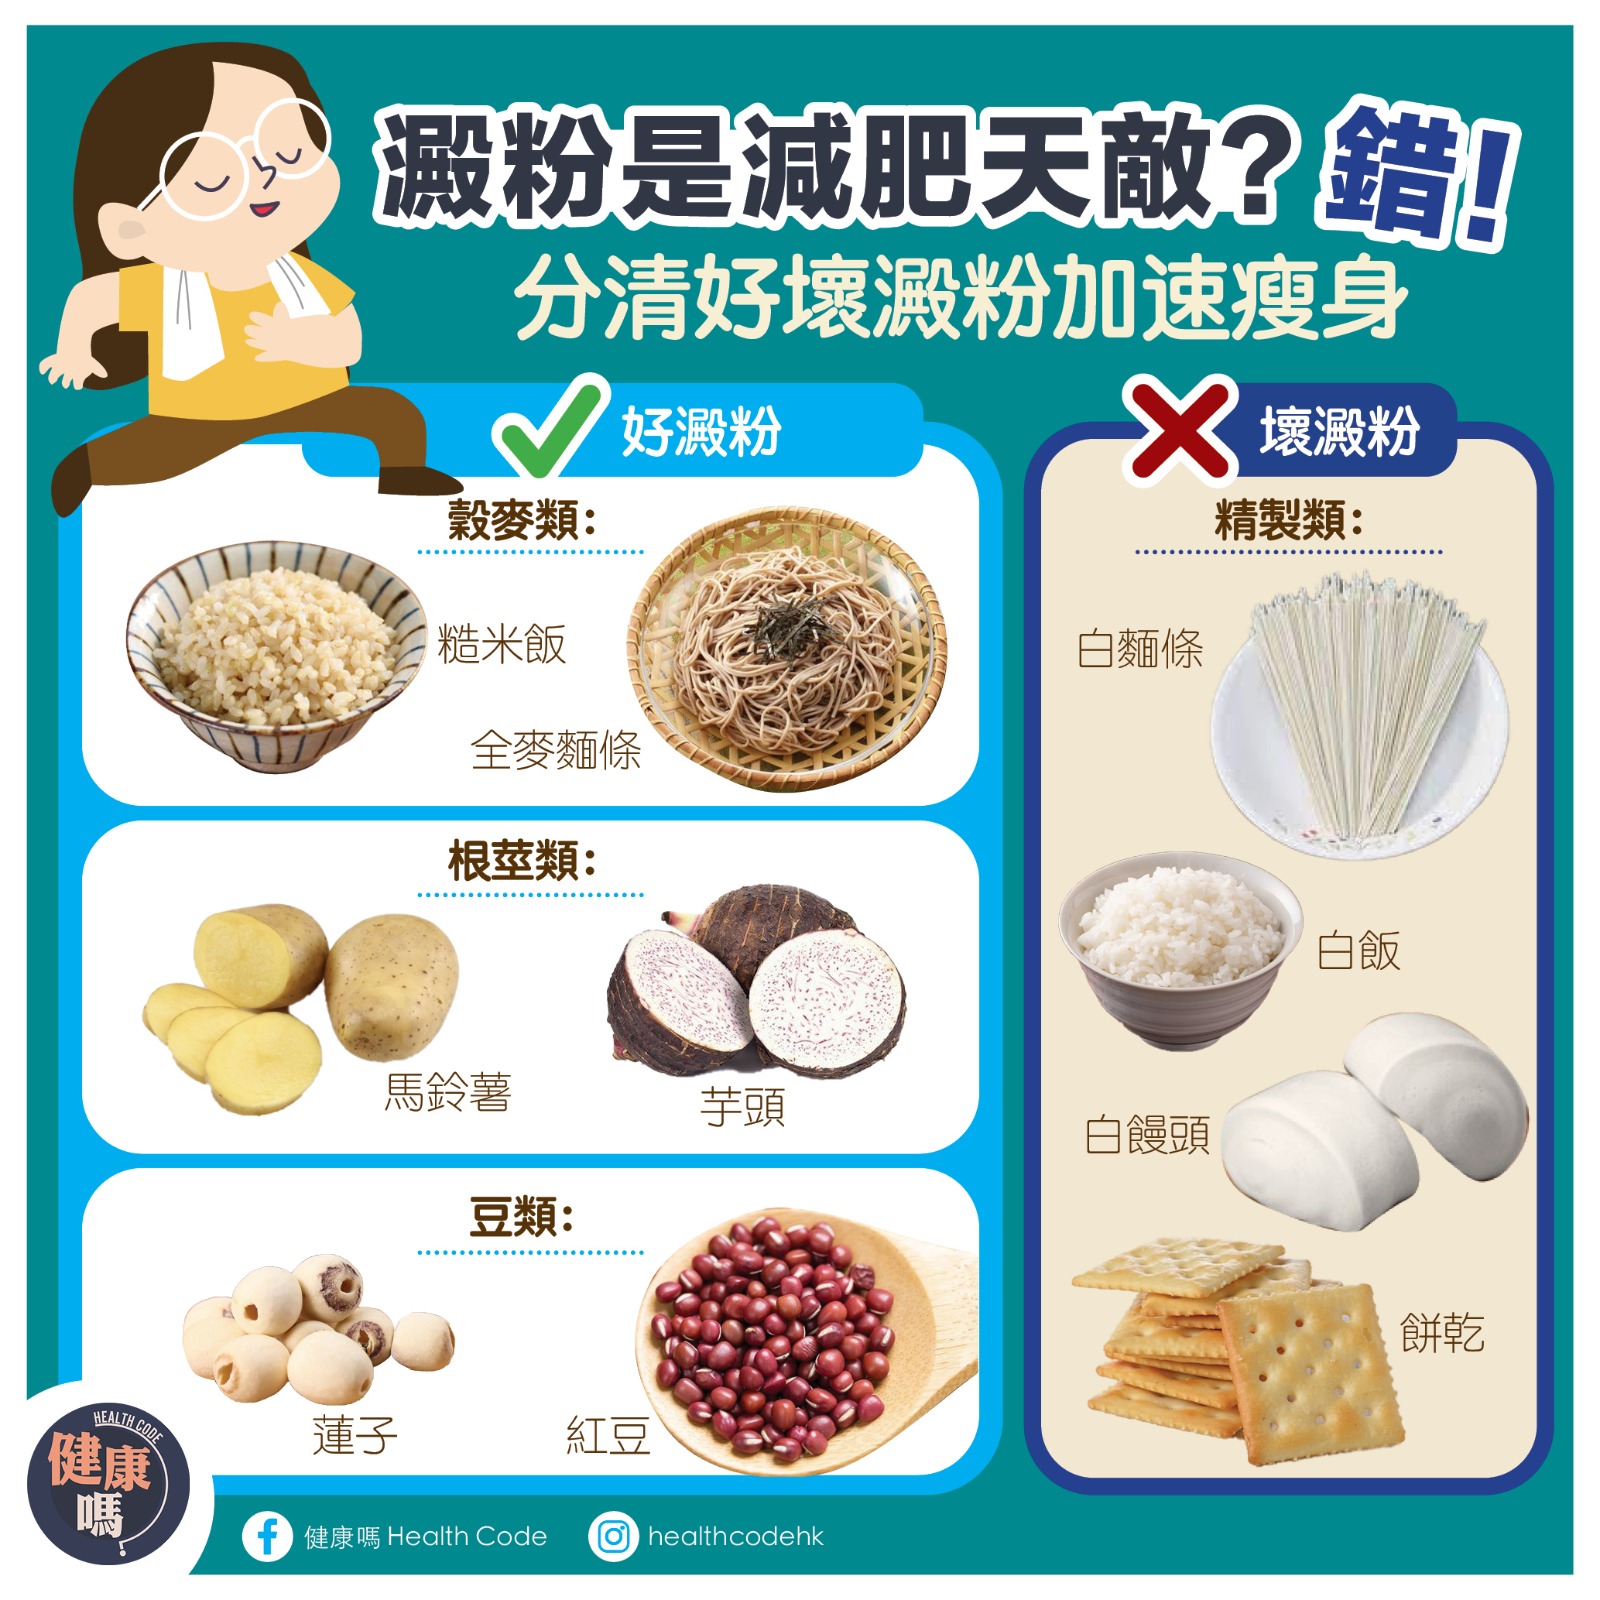 澱粉是減肥天敵？錯！
分清好壞澱粉加速瘦身
好澱粉
穀麥類：
糙米飯
全麥麵條
根莖類：
馬鈴薯
芋頭
豆類：
蓮子
紅豆
壞澱粉
精製類：
白麵條
白飯
白饅頭
餅乾
HEALTH CODE
健康
嗎?
健康嗎 Health Code
healthcodehk